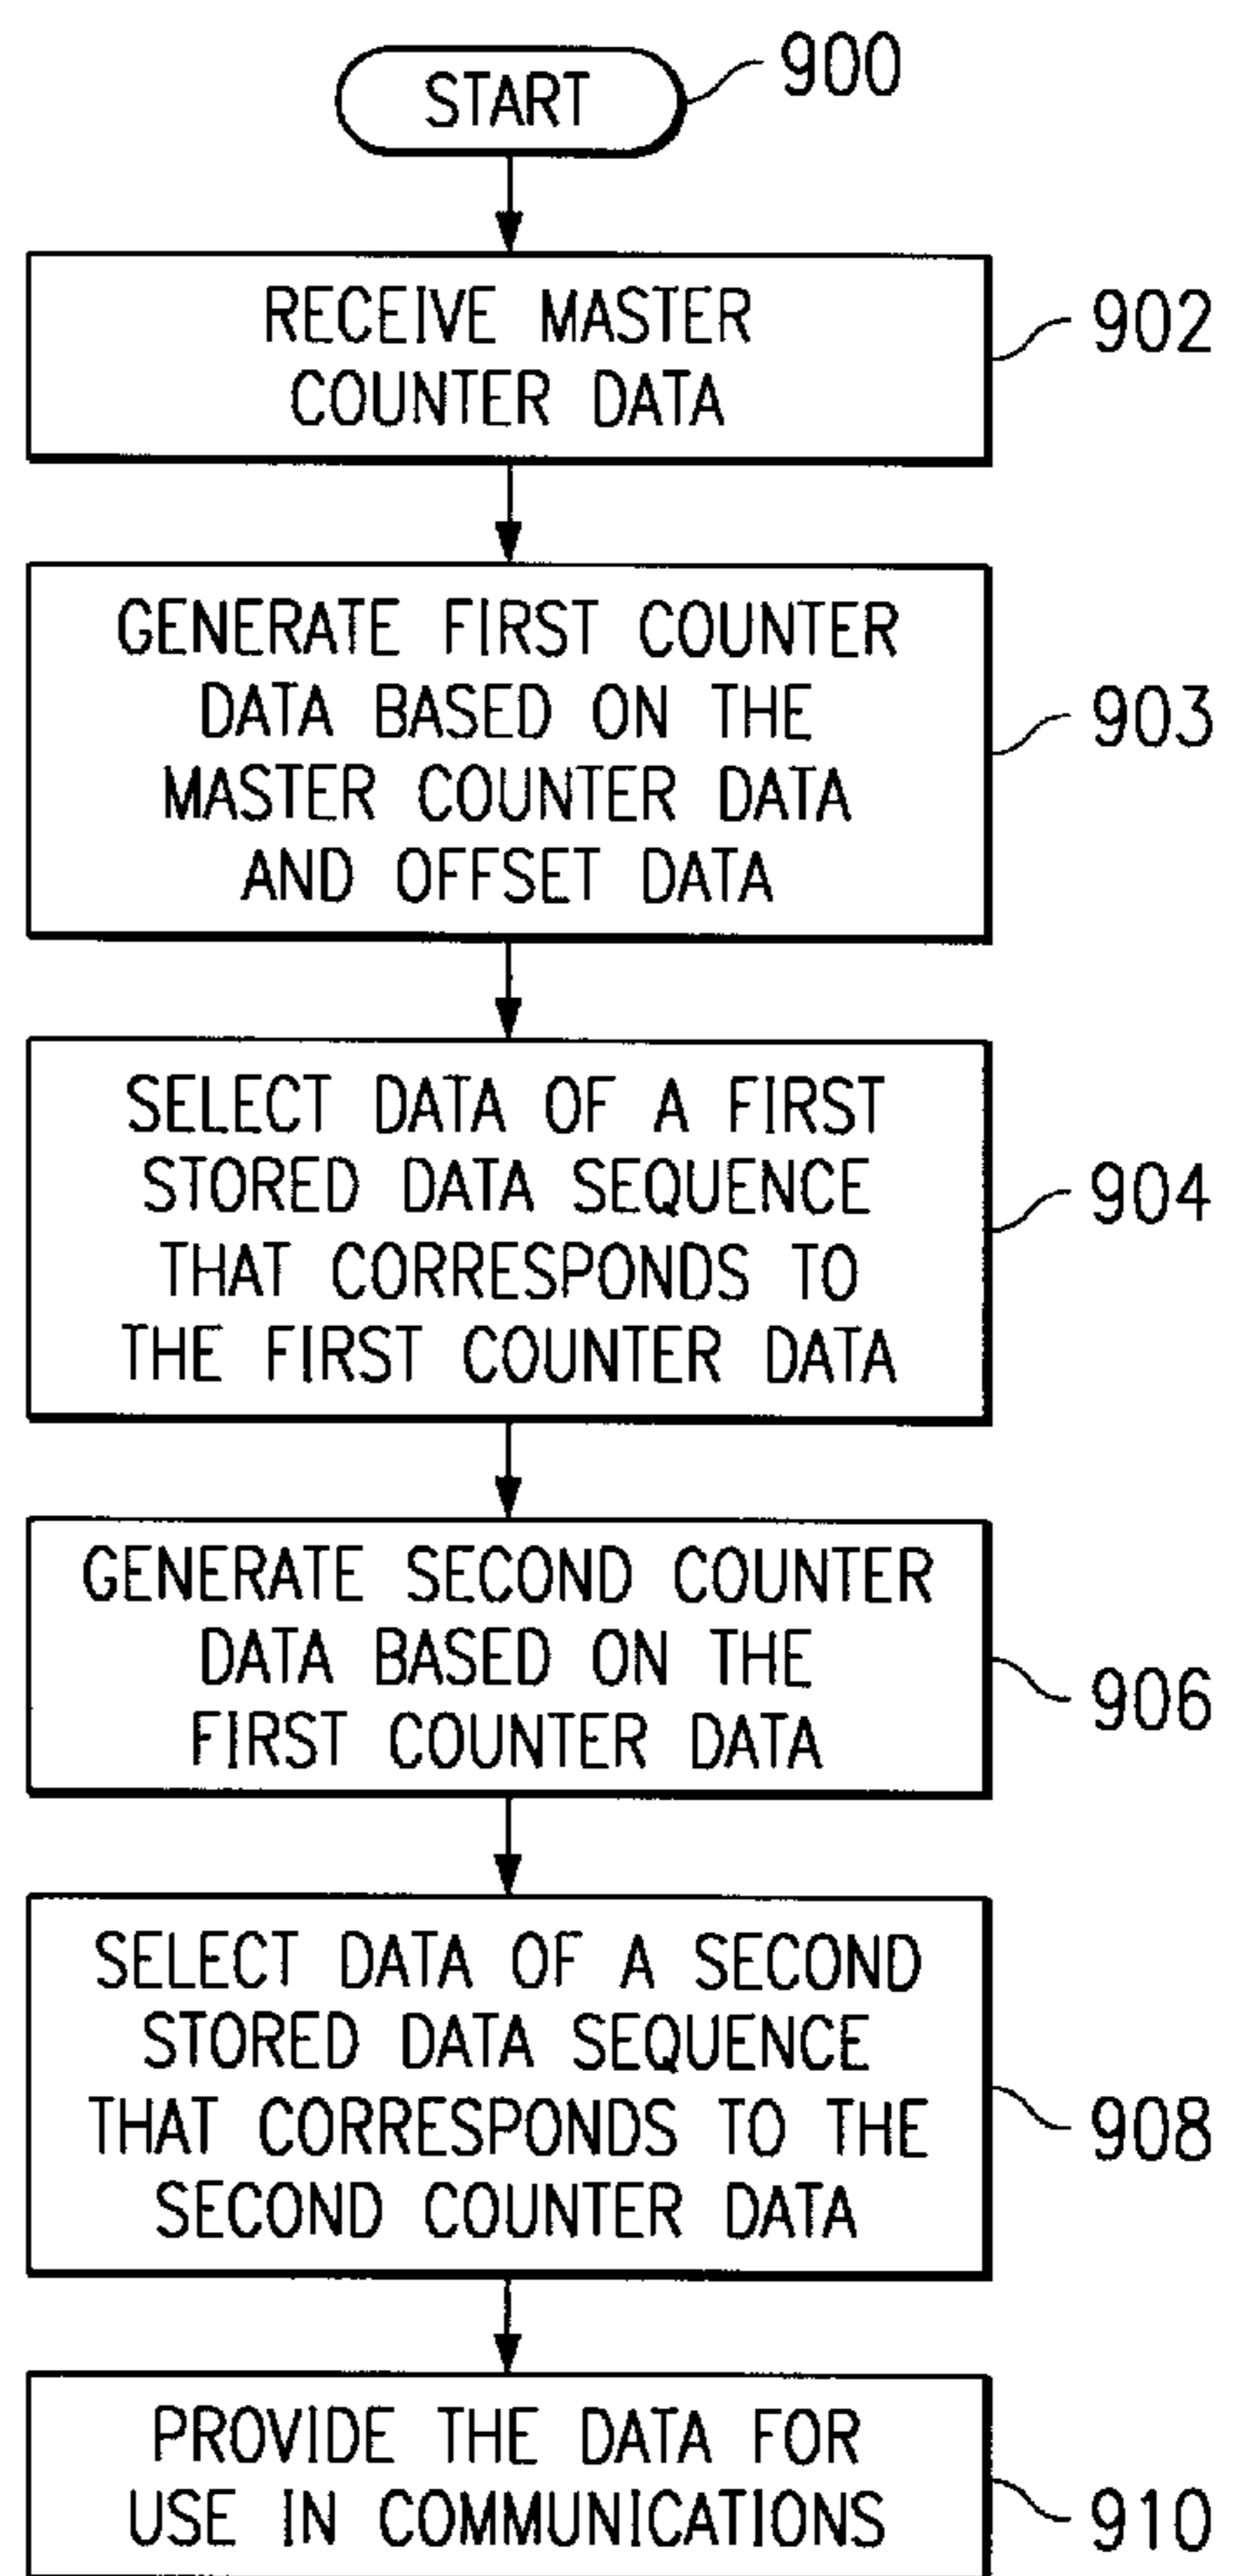 START
900
RECEIVE MASTER
COUNTER DATA
902
GENERATE FIRST COUNTER
DATA BASED ON THE
MASTER COUNTER DATA
AND OFFSET DATA
903
SELECT DATA OF A FIRST
STORED DATA SEQUENCE
THAT CORRESPONDS TO
THE FIRST COUNTER DATA
904
GENERATE SECOND COUNTER
DATA BASED ON THE
FIRST COUNTER DATA
906
SELECT DATA OF A SECOND
STORED DATA SEQUENCE
THAT CORRESPONDS TO THE
SECOND COUNTER DATA
908
PROVIDE THE DATA FOR
USE IN COMMUNICATIONS
910